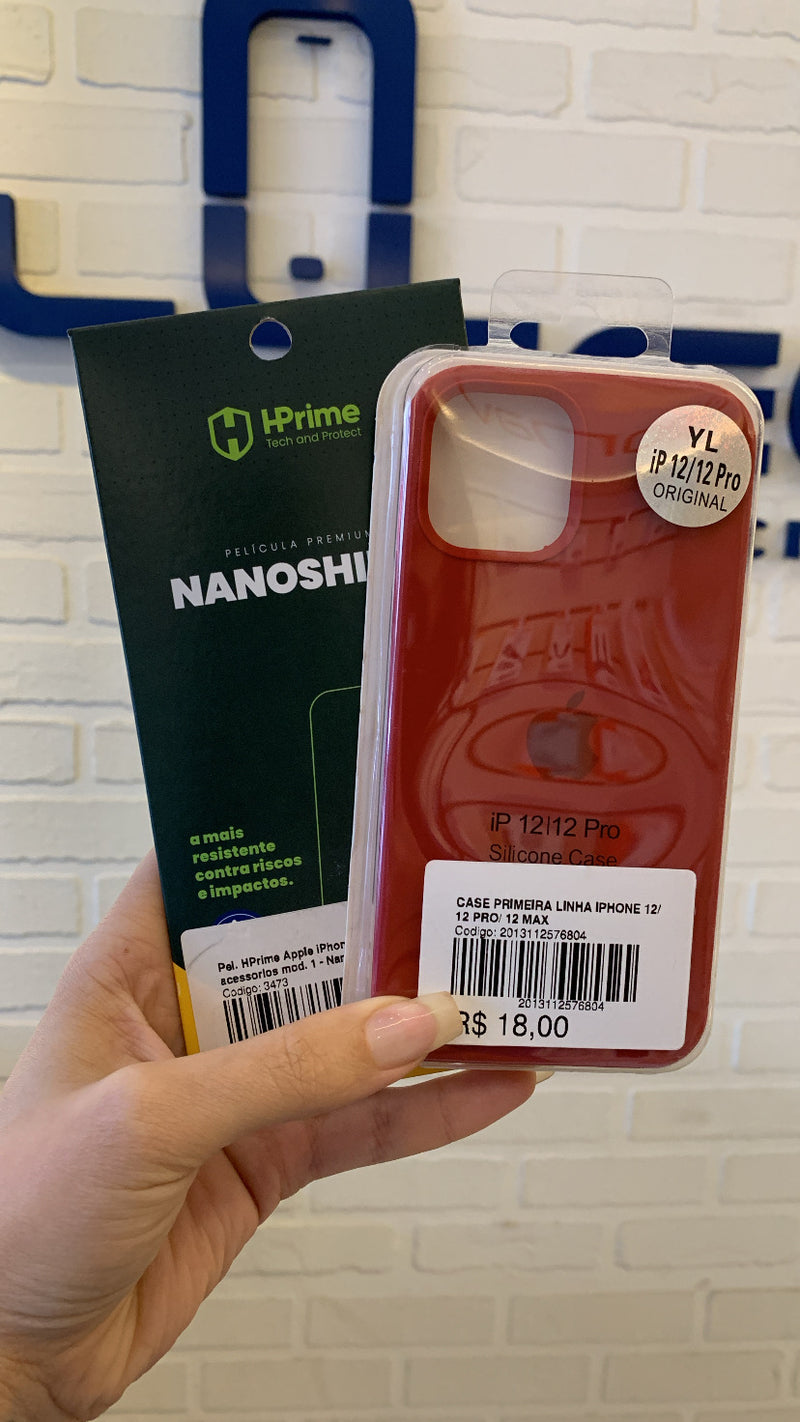 HPrime
Tech and Protect
PELÍCULA PREMIUM
NANOSHI
a mais
resistente
contra riscos
e impactos.
Pel. HPrime Apple iPhon
acessorios mod. 1 - Nan
Codigo: 3473
YL
iP 12/12 Pro
ORIGINAL
iP 12|12 Pro
Silicone Case
CASE PRIMEIRA LINHA IPHONE 12/
12 PRO/ 12 MAX
Codigo: 2013112576804
2013112576804
R$ 18,00